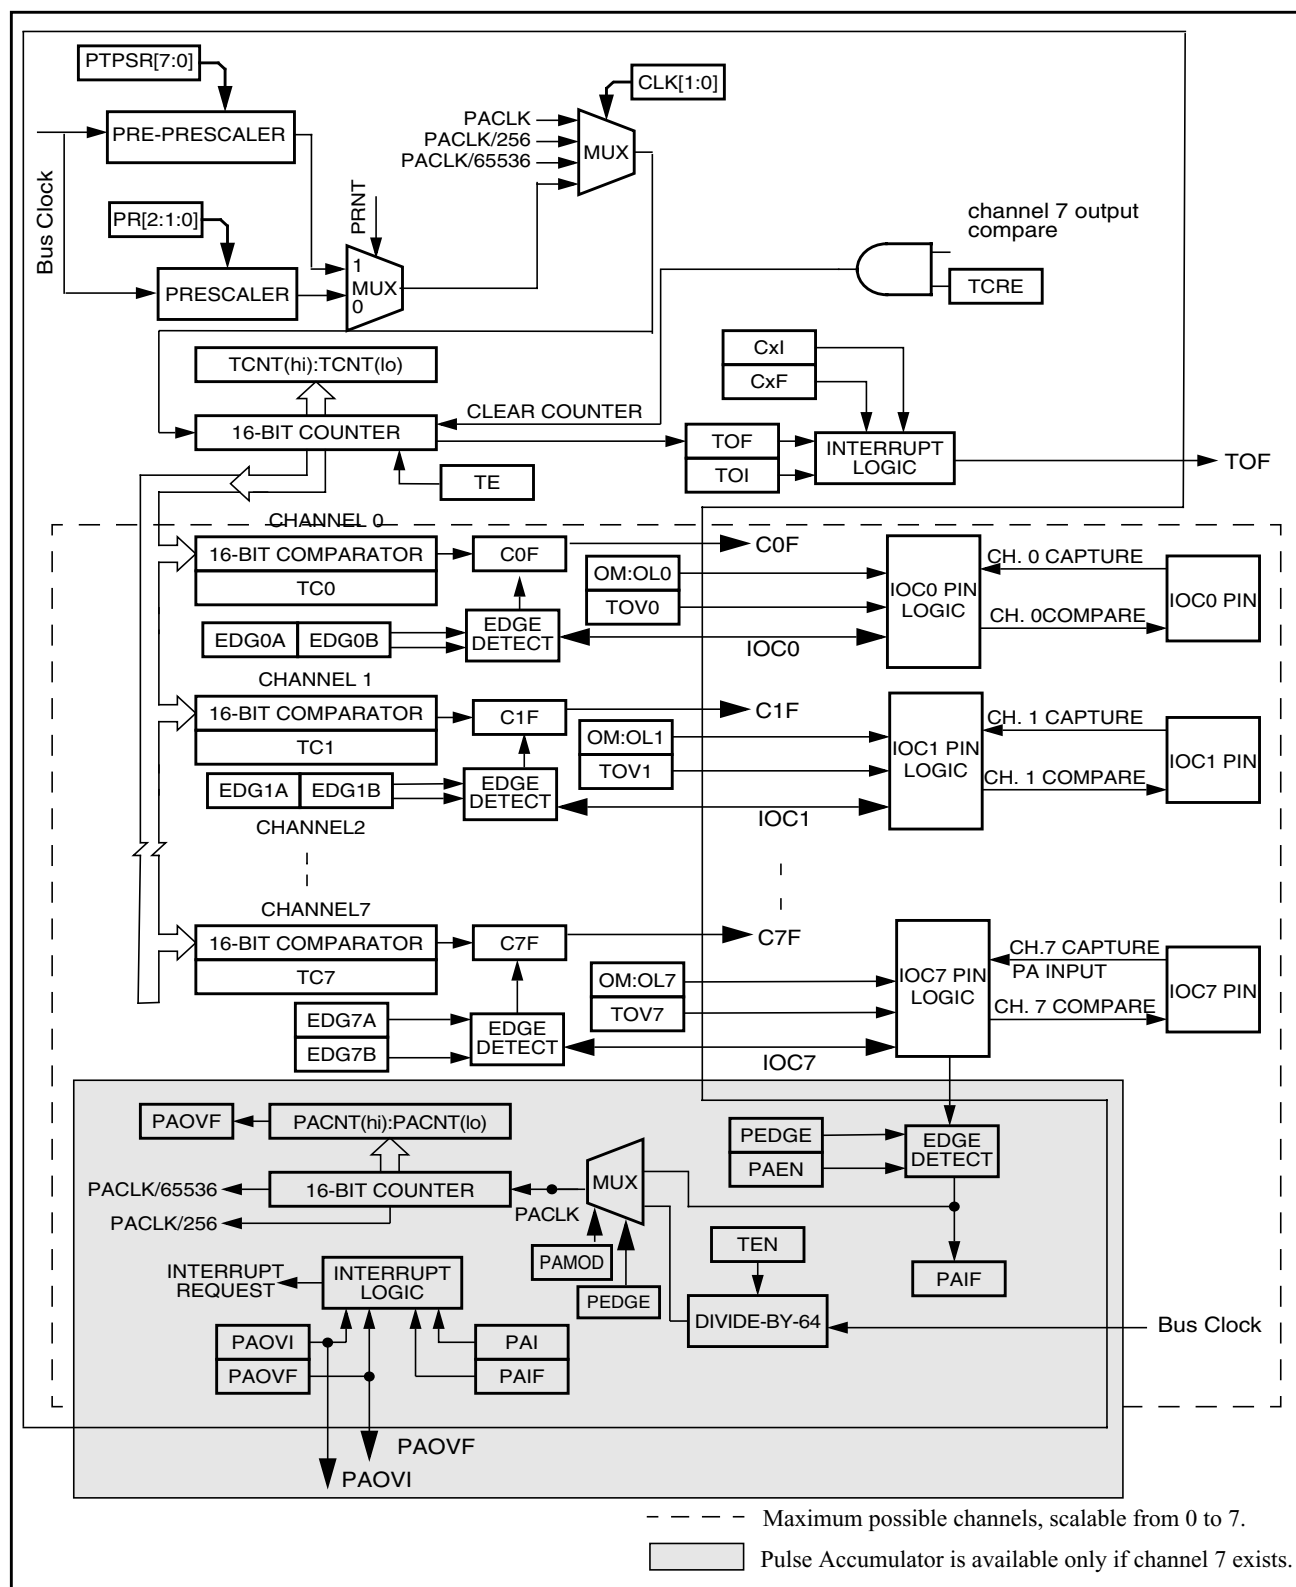 PTPSR[7:0]
CLK[1:0]
PACLK
PACLK/256
PACLK/65536
MUX
PRE-PRESCALER
Bus Clock
PR[2:1:0]
PRNT
channel 7 output
compare
1
MUX
0
PRESCALER
TCRE
TCNT(hi):TCNT(lo)
CxI
CxF
CLEAR COUNTER
16-BIT COUNTER
TOF
TOI
INTERRUPT
LOGIC
TOF
TE
CHANNEL 0
16-BIT COMPARATOR
TC0
C0F
C0F
OM:OL0
TOV0
IOC0 PIN
LOGIC
CH. 0 CAPTURE
CH. 0COMPARE
IOC0 PIN
EDG0A
EDG0B
EDGE
DETECT
IOC0
CHANNEL 1
16-BIT COMPARATOR
TC1
C1F
C1F
OM:OL1
TOV1
IOC1 PIN
LOGIC
CH. 1 CAPTURE
CH. 1 COMPARE
IOC1 PIN
EDG1A
EDG1B
EDGE
DETECT
IOC1
CHANNEL2
CHANNEL7
16-BIT COMPARATOR
TC7
C7F
C7F
OM:OL7
TOV7
IOC7 PIN
LOGIC
CH.7 CAPTURE
PA INPUT
CH. 7 COMPARE
IOC7 PIN
EDG7A
EDG7B
EDGE
DETECT
IOC7
PAOVF
PACNT(hi):PACNT(lo)
PEDGE
PAEN
EDGE
DETECT
PACLK/65536
16-BIT COUNTER
PACLK/256
PACLK
MUX
PAMOD
PEDGE
TEN
PAIF
INTERRUPT
REQUEST
INTERRUPT
LOGIC
DIVIDE-BY-64
Bus Clock
PAOVI
PAOVF
PAI
PAIF
PAOVF
PAOVI
Maximum possible channels, scalable from 0 to 7.
Pulse Accumulator is available only if channel 7 exists.